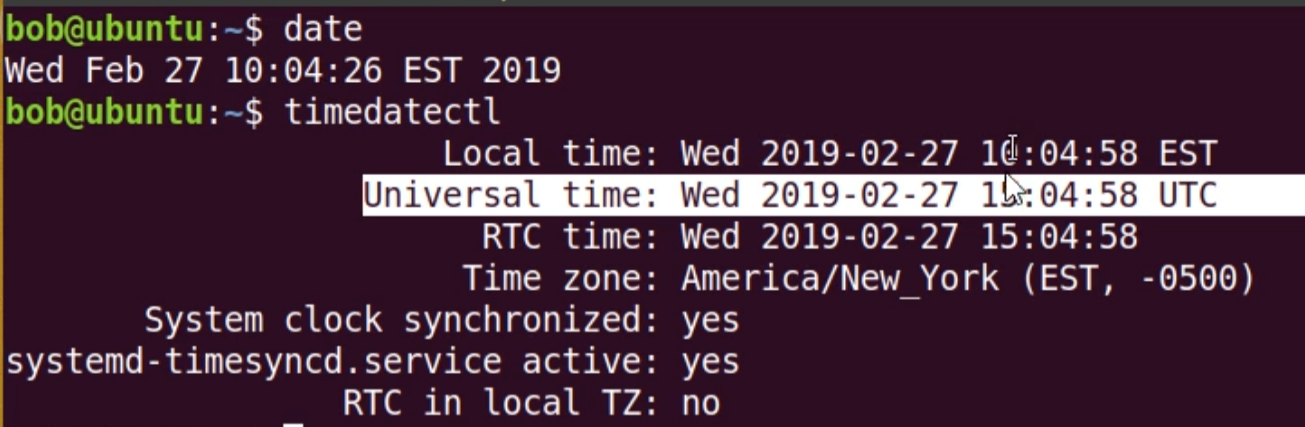 bob@ubuntu:~$ date
Wed Feb 27 10:04:26 EST 2019
bob@ubuntu:~$ timedatectl
Local time: Wed 2019-02-27 10:04:58 EST
Universal time: Wed 2019-02-27 15:04:58 UTC
RTC time: Wed 2019-02-27 15:04:58
Time zone: America/New_York (EST, -0500)
System clock synchronized: yes
systemd-timesyncd.service active: yes
RTC in local TZ: no